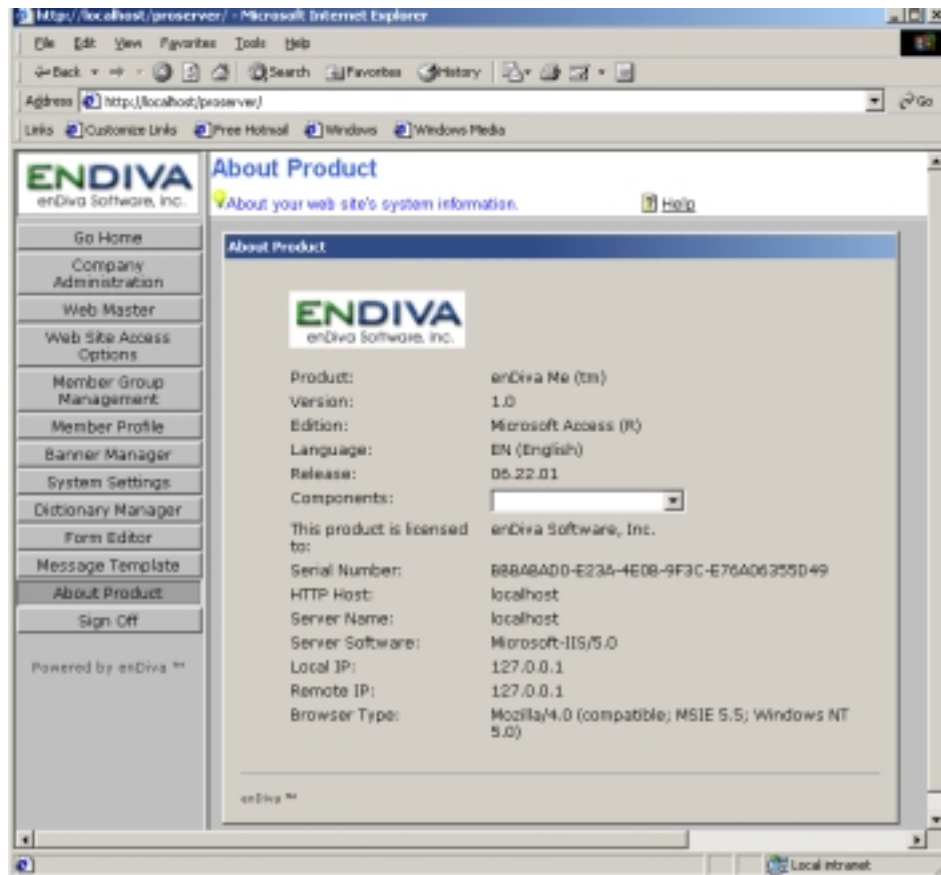 http://localhost/proserver/ - Microsoft Internet Explorer
File Edit View Favorites Tools Help
Back Search Favorites History
Address http://localhost/proserver/ Go
Links Customize Links Free Hotmail Windows Windows Media
ENDIVA
enDiva Software, Inc.
About Product
About your web site's system information.
Help
Go Home
Company
Administration
Web Master
Web Site Access
Options
Member Group
Management
Member Profile
Banner Manager
System Settings
Dictionary Manager
Form Editor
Message Template
About Product
Sign Off
Powered by enDiva ™
About Product
ENDIVA
enDiva Software, Inc.
Product: enDiva Me (tm)
Version: 1.0
Edition: Microsoft Access (R)
Language: EN (English)
Release: 06.22.01
Components:
This product is licensed enDiva Software, Inc.
to:
Serial Number:
HTTP Host: localhost
Server Name: localhost
Server Software: Microsoft-IIS/5.0
Local IP: 127.0.0.1
Remote IP: 127.0.0.1
Browser Type: Mozilla/4.0 (compatible; MSIE 5.5; Windows NT
5.0)
enDiva ™
Local intranet